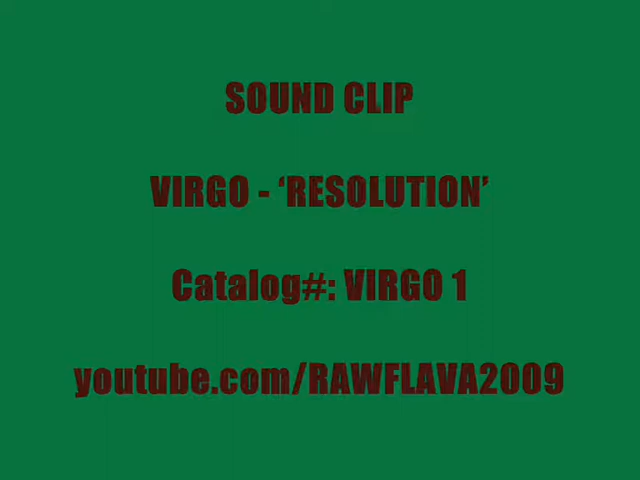 SOUND CLIP
VIRGO - ‘RESOLUTION’
Catalog#: VIRGO 1
youtube.com/RAWFLAVA2009